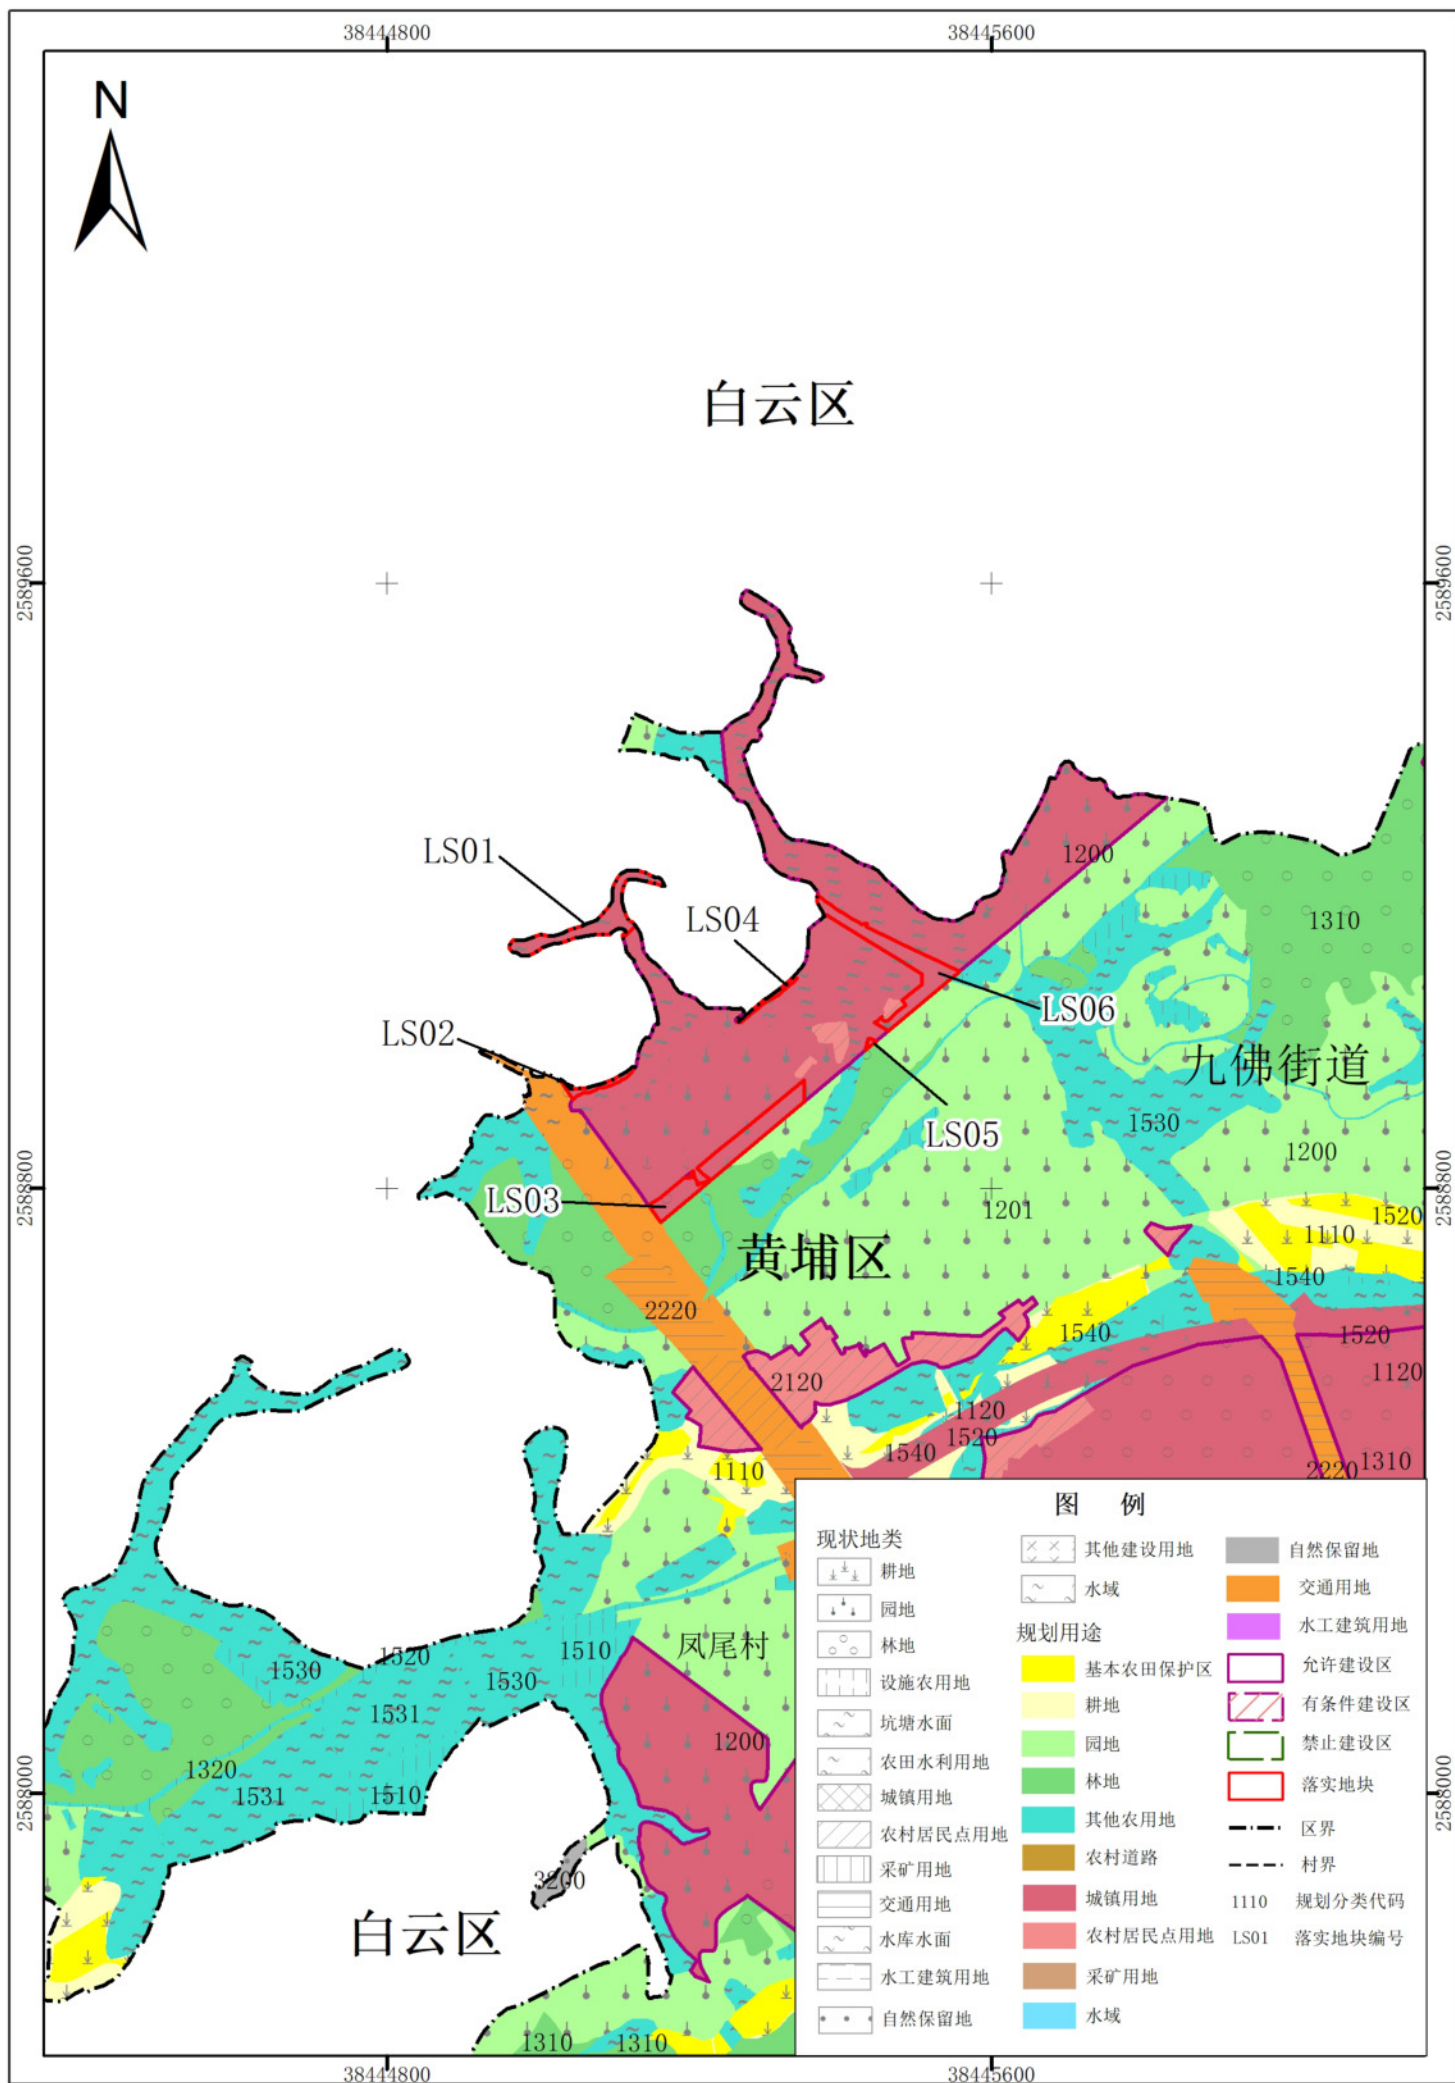 38444800
38445600
N
白云区
2589600
2589600
LS01
1200
1310
LS04
LS06
LS02
九佛街道
LS05
1530
1200
2588800
2588800
LS03
1201
1520
1110
黄埔区
1540
2220
1540
1520
2120
1120
1120
1520
1540
1310
2220
1110
凤尾村
1510
1520
1530
1530
1531
1200
1320
1531
1510
2588000
2588000
3200
白云区
1310
1310
图 例
现状地类
耕地
园地
林地
设施农用地
坑塘水面
农田水利用地
城镇用地
农村居民点用地
采矿用地
交通用地
水库水面
水工建筑用地
自然保留地
其他建设用地
水域
规划用途
基本农田保护区
耕地
园地
林地
其他农用地
农村道路
城镇用地
农村居民点用地
采矿用地
水域
自然保留地
交通用地
水工建筑用地
允许建设区
有条件建设区
禁止建设区
落实地块
区界
村界
1110 规划分类代码
LS01 落实地块编号
38444800
38445600